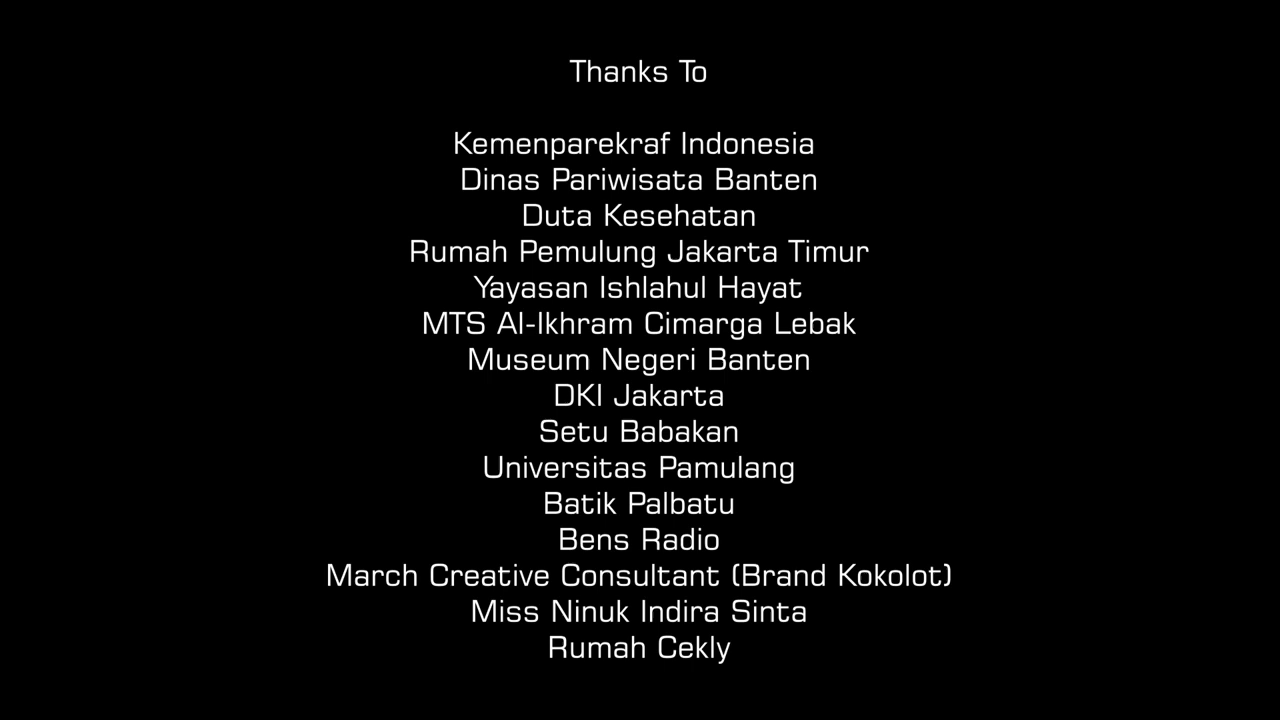 Thanks To
Kemenparekraf Indonesia
Dinas Pariwisata Banten
Duta Kesehatan
Rumah Pemulung Jakarta Timur
Yayasan Ishlahul Hayat
MTS Al-Ikhram Cimarga Lebak
Museum Negeri Banten
DKI Jakarta
Setu Babakan
Universitas Pamulang
Batik Palbatu
Bens Radio
March Creative Consultant (Brand Kokolot)
Miss Ninuk Indira Sinta
Rumah Cekly